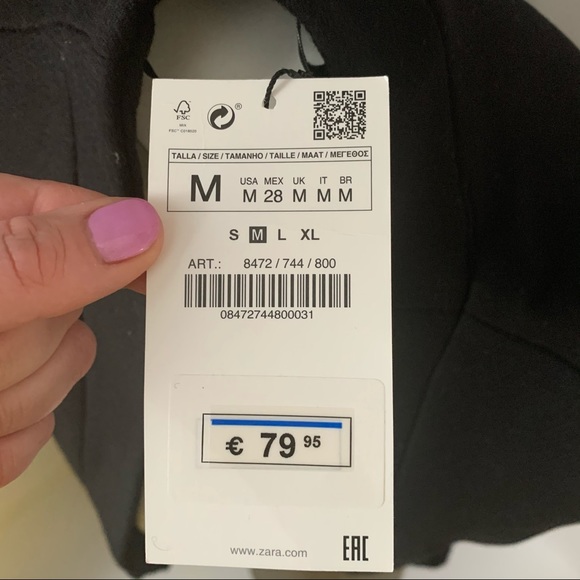 FSC
®
TALLA / SIZE / TAMANHO / TAILLE / MAAT / ΜΕΓΕΘΟΣ
M
USA MEX UK IT BR
M 28 M M M
S M L XL
ART.: 8472 / 744 / 800
08472744800031
€ 79 95
www.zara.com
EAC